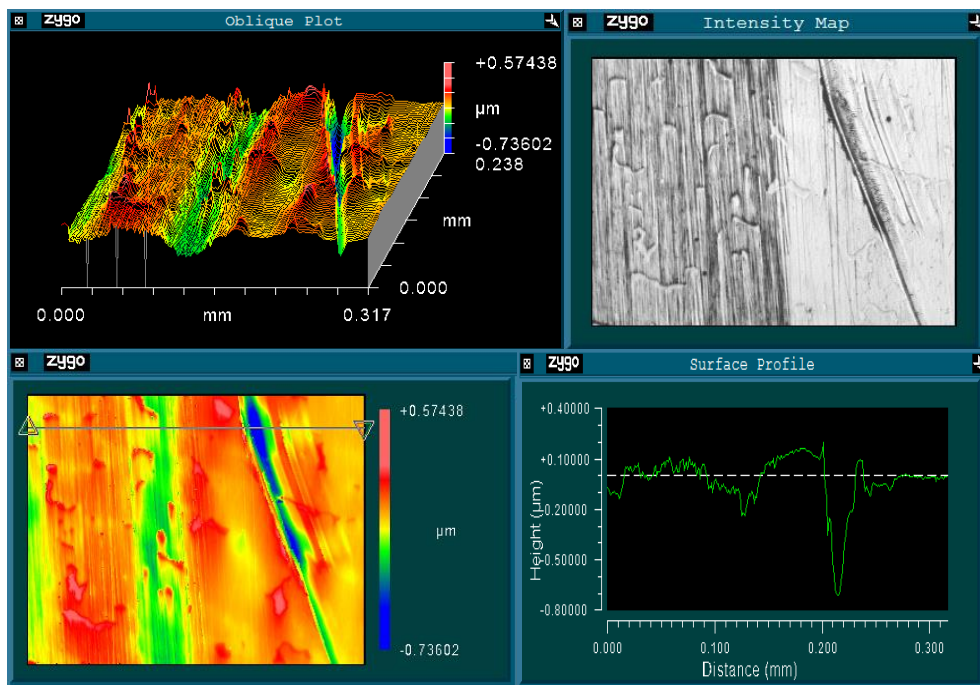 zygo
Oblique Plot
+0.57438
µm
-0.73602
0.238
mm
0.000
0.000
mm
0.317
zygo
Intensity Map
zygo
+0.57438
µm
-0.73602
zygo
Surface Profile
+0.40000
+0.10000
-0.20000
-0.50000
-0.80000
Height (µm)
0.000
0.100
0.200
0.300
Distance (mm)